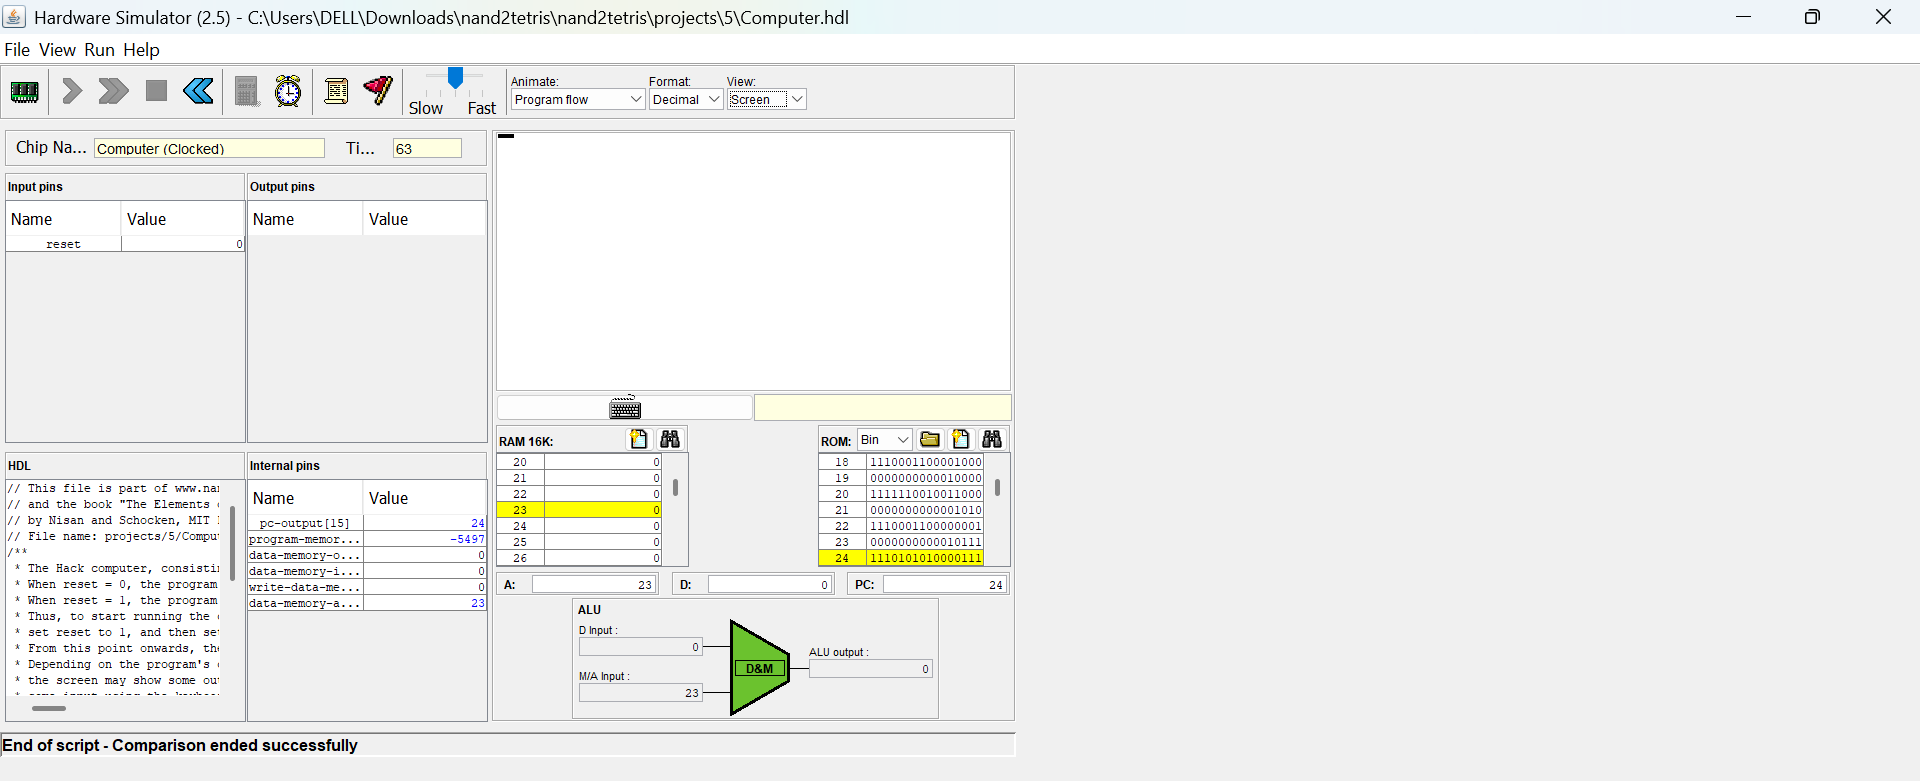 Hardware Simulator (2.5) - C:\Users\DELL\Downloads\nand2tetris\nand2tetris\projects\5\Computer.hdl
File View Run Help
Animate: Format: View:
Slow Fast Program flow Decimal Screen
Chip Na... Computer (Clocked) Ti... 63
Input pins
Name Value
reset 0
Output pins
Name Value
HDL
// This file is part of www.na
// and the book "The Elements
// by Nisan and Schocken, MIT
// File name: projects/5/Compu
/**
* The Hack computer, consisti
* When reset = 0, the program
* When reset = 1, the program
* Thus, to start running the
* set reset to 1, and then se
* From this point onwards, th
* Depending on the program's
* the screen may show some ou
Internal pins
Name Value
pc-output[15] 24
program-memor... -5497
data-memory-o... 0
data-memory-i... 0
write-data-me... 0
data-memory-a... 23
RAM 16K:
20 0
21 0
22 0
23 0
24 0
25 0
26 0
ROM: Bin
18 1110001100001000
19 0000000000010000
20 1111110010011000
21 0000000000001010
22 1110001100000001
23 0000000000010111
24 1110101010000111
A: 23 D: 0 PC: 24
ALU
D Input :
0
M/A Input :
23
D&M
ALU output :
0
End of script - Comparison ended successfully